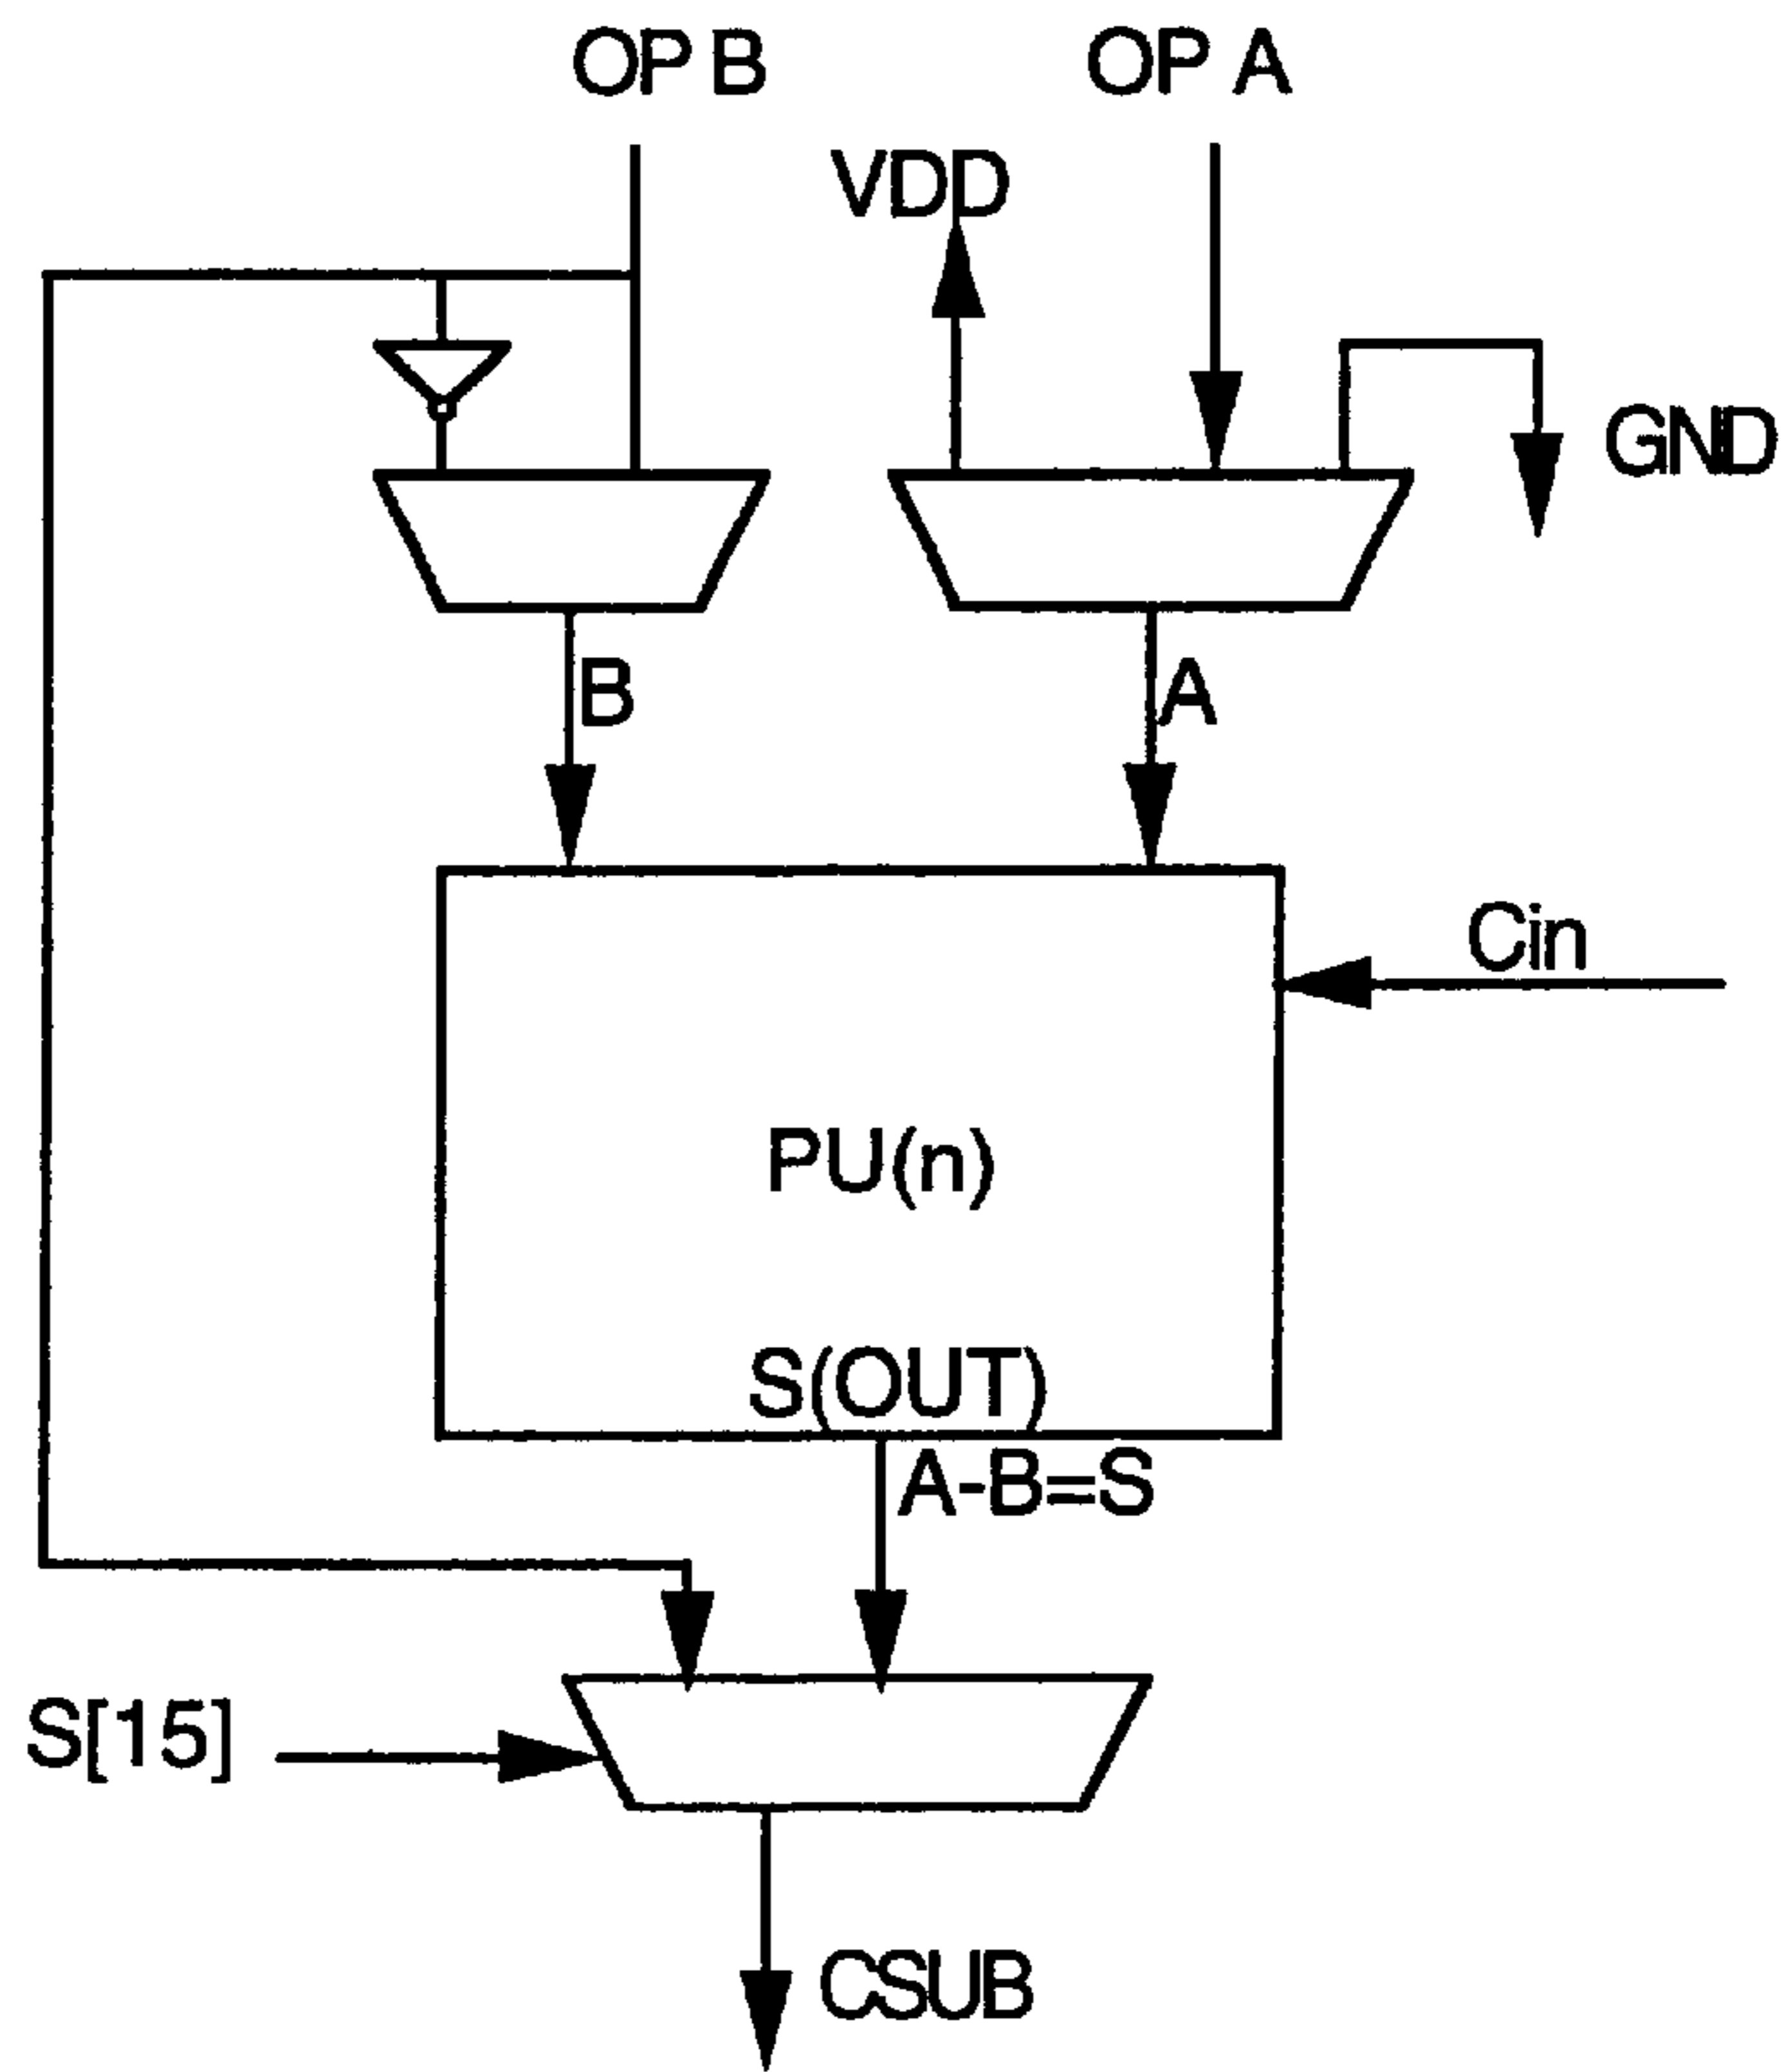 OP B
OP A
VDD
GND
B
A
Cin
PU(n)
S(OUT)
A-B=S
S[15]
CSUB